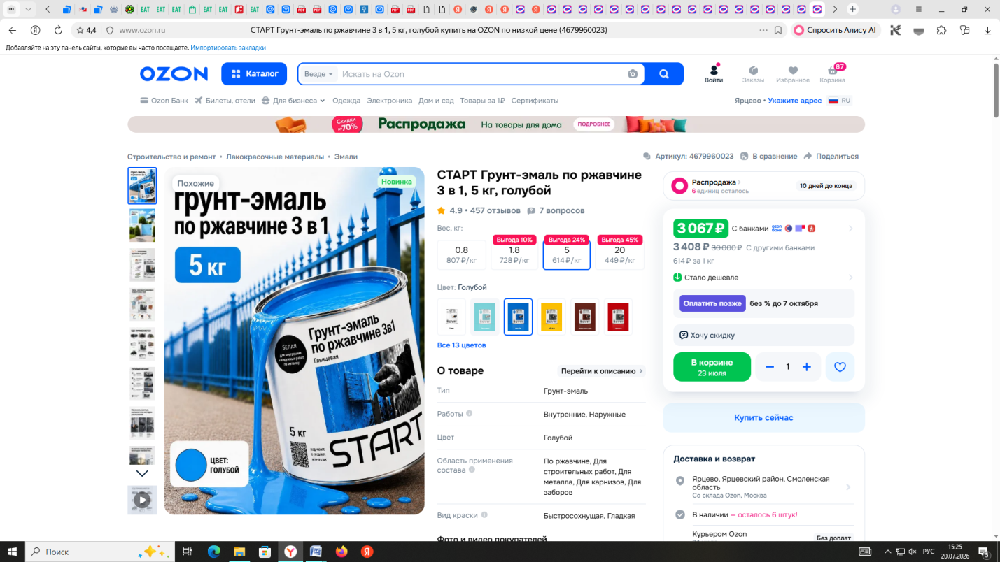 EAT EAT EAT EAT EAT EAT
4,4
www.ozon.ru
СТАРТ Грунт-эмаль по ржавчине 3 в 1, 5 кг, голубой купить на OZON по низкой цене (4679960023)
Спросить Алису AI
Добавляйте на эту панель сайты, которые вы часто посещаете. Импортировать закладки
OZON
Каталог
Везде
Искать на Ozon
Войти
Заказы
Избранное
87
Корзина
Ozon Банк
Билеты, отели
Для бизнеса
Одежда
Электроника
Дом и сад
Товары за 1₽
Сертификаты
Ярцево • Укажите адрес
RU
Скидки
до 70%
Распродажа
На товары для дома
ПОДРОБНЕЕ
Строительство и ремонт • Лакокрасочные материалы • Эмали
Артикул: 4679960023
В сравнение
Поделиться
Похожие
Новинка
грунт-эмаль
по ржавчине 3 в 1
5 кг
БЕЛАЯ
Грунт-эмаль
по ржавчине 3в1
Глянцевая
5 кг
START
ЦВЕТ:
ГОЛУБОЙ
СТАРТ Грунт-эмаль по ржавчине
3 в 1, 5 кг, голубой
4.9 • 457 отзывов
7 вопросов
Вес, кг:
0.8
807 ₽/кг
Выгода 10%
1.8
728 ₽/кг
Выгода 24%
5
614 ₽/кг
Выгода 45%
20
449 ₽/кг
Цвет: Голубой
Все 13 цветов
О товаре
Перейти к описанию
Тип
Грунт-эмаль
Работы
Внутренние, Наружные
Цвет
Голубой
Область применения
состава
По ржавчине, Для
строительных работ, Для
металла, Для карнизов, Для
заборов
Вид краски
Быстросохнущая, Гладкая
Фото и видео покупателей
Распродажа
6 единиц осталось
10 дней до конца
3 067 ₽
С банками
3 408 ₽ 30 000 ₽ С другими банками
614 ₽ за 1 кг
Стало дешевле
Оплатить позже
без % до 7 октября
Хочу скидку
В корзине
23 июля
1
Купить сейчас
Доставка и возврат
Ярцево, Ярцевский район, Смоленская
область
Со склада Ozon, Москва
В наличии — осталось 6 штук!
Курьером Ozon
Без доплат
Поиск
РУС
15:25
20.07.2026
5